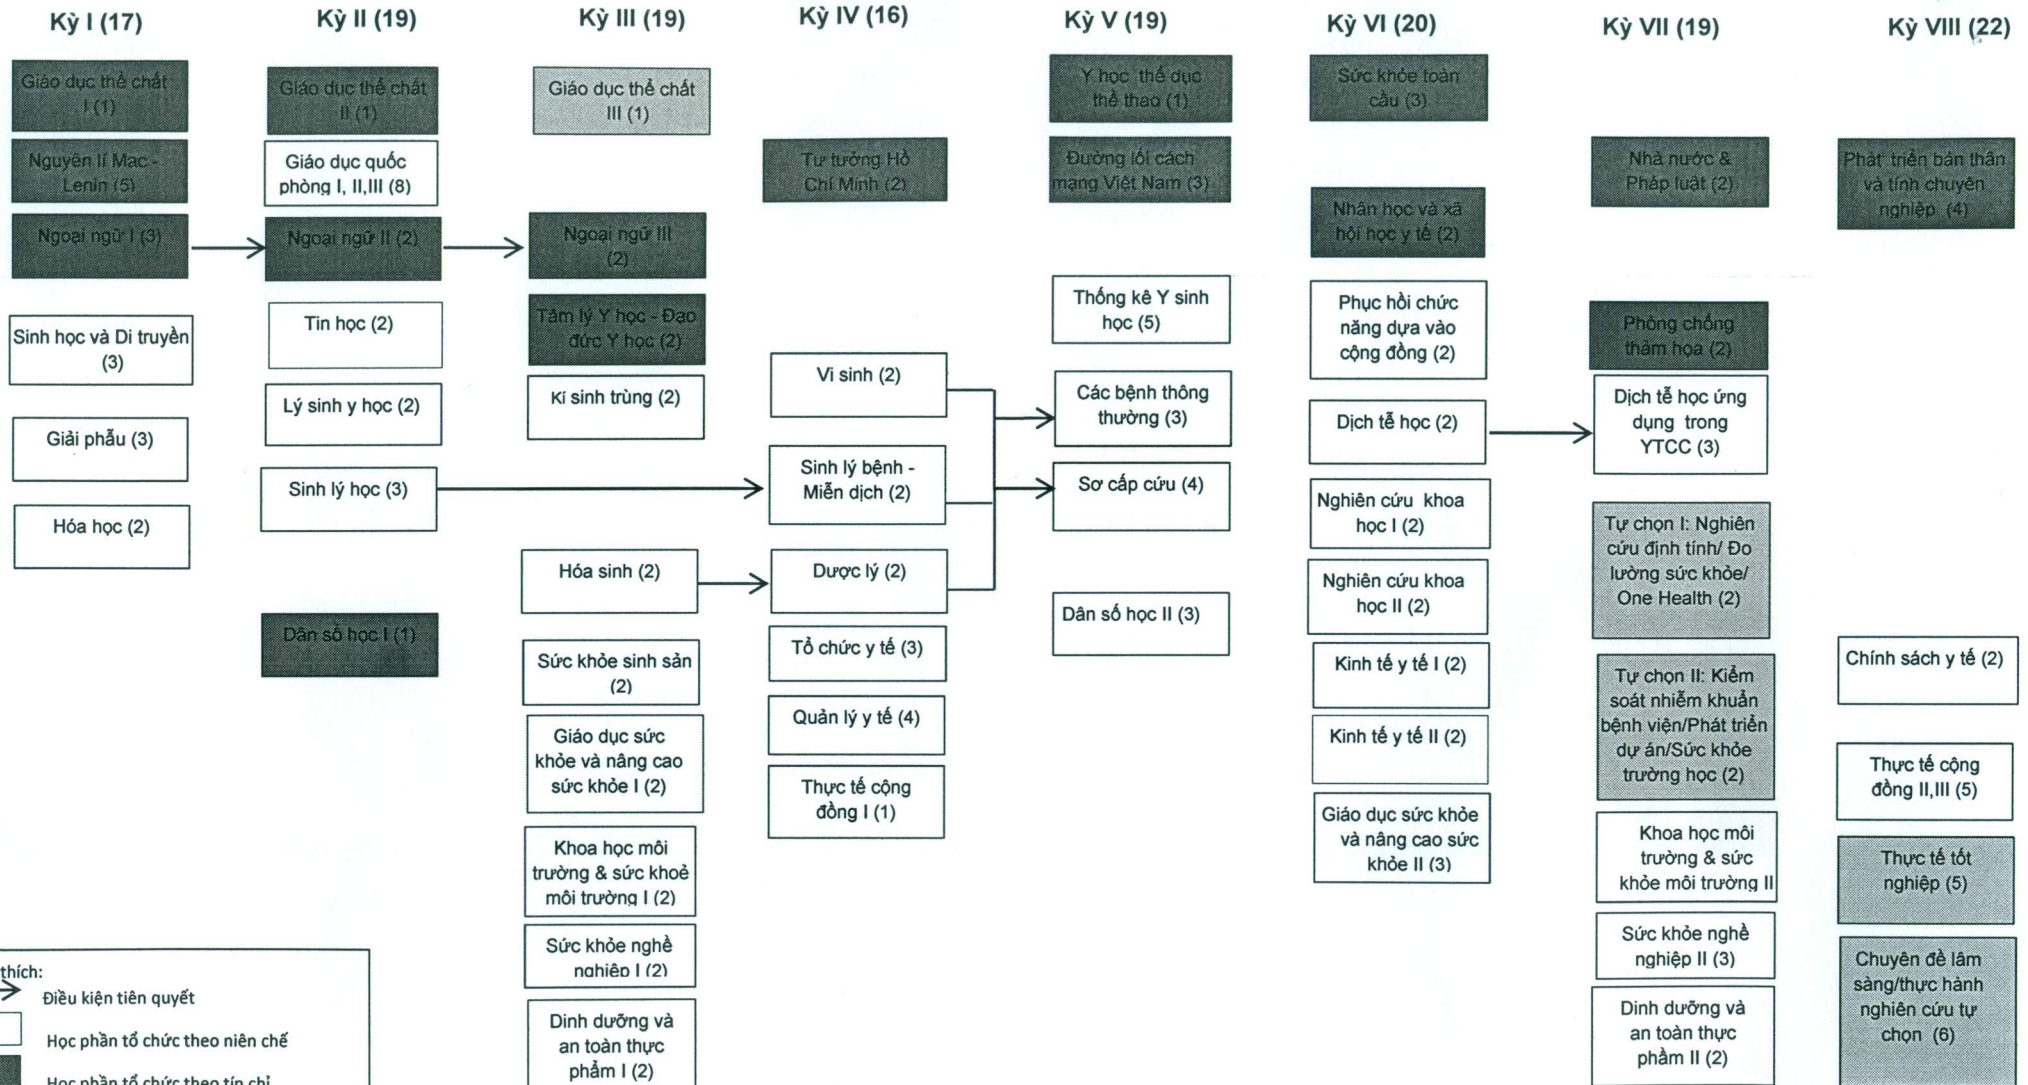 Kỳ I (17)
Giáo dục thể chất
I (1)
Nguyên lí Mac -
Lenin (5)
Ngoại ngữ I (3)
Sinh học và Di truyền
(3)
Giải phẫu (3)
Hóa học (2)
Kỳ II (19)
Giáo dục thể chất
II (1)
Giáo dục quốc
phòng I, II,III (8)
Ngoại ngữ II (2)
Tin học (2)
Lý sinh y học (2)
Sinh lý học (3)
Dân số học I (1)
Kỳ III (19)
Giáo dục thể chất
III (1)
Ngoại ngữ III
(2)
Tâm lý Y học - Đạo
đức Y học (2)
Kí sinh trùng (2)
Hóa sinh (2)
Sức khỏe sinh sản
(2)
Giáo dục sức
khỏe và nâng cao
sức khỏe I (2)
Khoa học môi
trường & sức khoẻ
môi trường I (2)
Sức khỏe nghề
nghiệp I (2)
Dinh dưỡng và
an toàn thực
phẩm I (2)
Kỳ IV (16)
Tư tưởng Hồ
Chí Minh (2)
Vi sinh (2)
Sinh lý bệnh -
Miễn dịch (2)
Dược lý (2)
Tổ chức y tế (3)
Quản lý y tế (4)
Thực tế cộng
đồng I (1)
Kỳ V (19)
Y học thể dục
thể thao (1)
Đường lối cách
mạng Việt Nam (3)
Thống kê Y sinh
học (5)
Các bệnh thông
thường (3)
Sơ cấp cứu (4)
Dân số học II (3)
Kỳ VI (20)
Sức khỏe toàn
cầu (3)
Nhân học và xã
hội học y tế (2)
Phục hồi chức
năng dựa vào
cộng đồng (2)
Dịch tễ học (2)
Nghiên cứu khoa
học I (2)
Nghiên cứu khoa
học II (2)
Kinh tế y tế I (2)
Kinh tế y tế II (2)
Giáo dục sức khỏe
và nâng cao sức
khỏe II (3)
Kỳ VII (19)
Nhà nước &
Pháp luật (2)
Phòng chống
thảm họa (2)
Dịch tễ học ứng
dụng trong
YTCC (3)
Tự chọn I: Nghiên
cứu định tính/ Đo
lường sức khỏe/
One Health (2)
Tự chọn II: Kiểm
soát nhiễm khuẩn
bệnh viện/Phát triển
dự án/Sức khỏe
trường học (2)
Khoa học môi
trường & sức
khỏe môi trường II
Sức khỏe nghề
nghiệp II (3)
Dinh dưỡng và
an toàn thực
phẩm II (2)
Kỳ VIII (22)
Phát triển bản thân
và tính chuyên
nghiệp (4)
Chính sách y tế (2)
Thực tế cộng
đồng II,III (5)
Thực tế tốt
nghiệp (5)
Chuyên đề lâm
sàng/thực hành
nghiên cứu tự
chọn (6)
thích:
Điều kiện tiên quyết
Học phần tổ chức theo niên chế
Học phần tổ chức theo tín chỉ